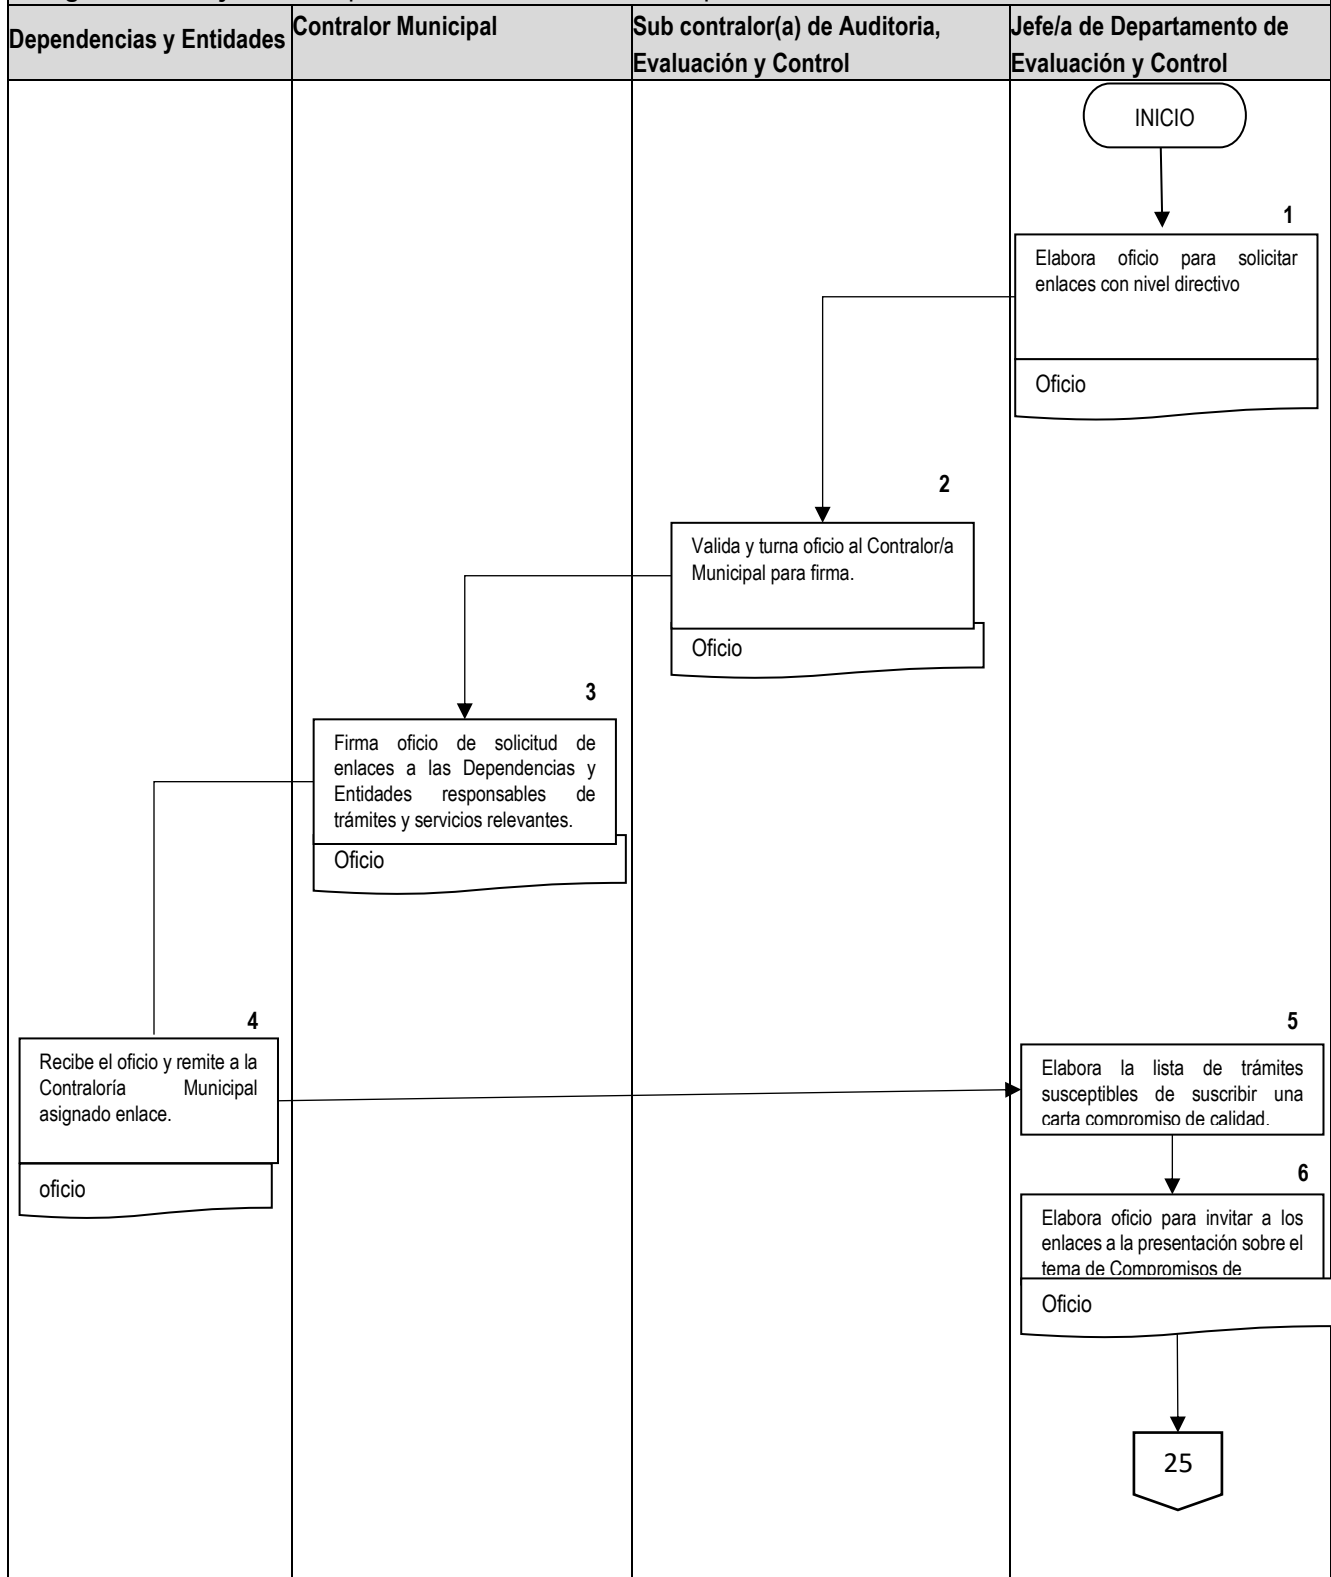 Dependencias y Entidades
Contralor Municipal
Sub contralor(a) de Auditoria,
Evaluación y Control
Jefe/a de Departamento de
Evaluación y Control
INICIO
1
Elabora oficio para solicitar
enlaces con nivel directivo
Oficio
2
Valida y turna oficio al Contralor/a
Municipal para firma.
Oficio
3
Firma oficio de solicitud de
enlaces a las Dependencias y
Entidades responsables de
trámites y servicios relevantes.
Oficio
4
Recibe el oficio y remite a la
Contraloría Municipal
asignado enlace.
oficio
5
Elabora la lista de trámites
susceptibles de suscribir una
carta compromiso de calidad.
6
Elabora oficio para invitar a los
enlaces a la presentación sobre el
tema de Compromisos de
Oficio
25